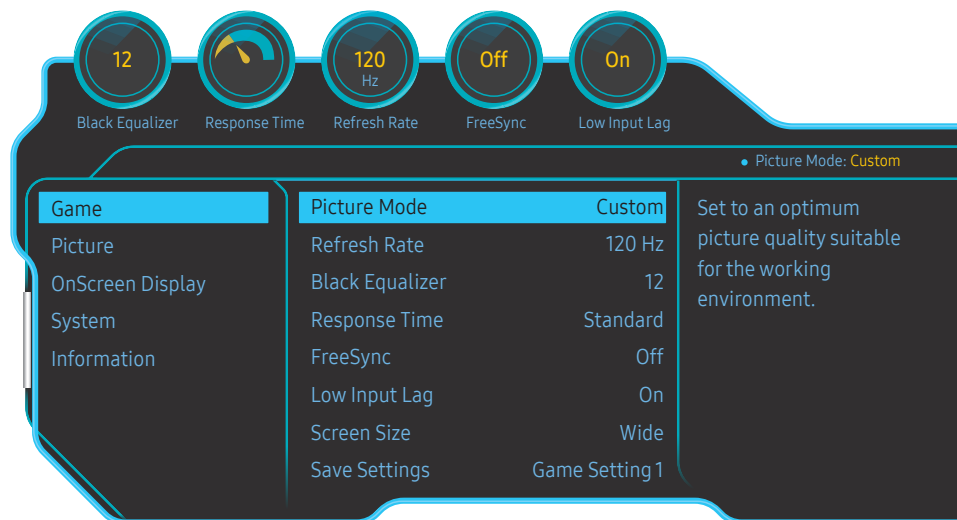 12
120
Hz
Off
On
Black Equalizer
Response Time
Refresh Rate
FreeSync
Low Input Lag
Picture Mode: Custom
Game
Picture
OnScreen Display
System
Information
Picture Mode Custom
Refresh Rate 120 Hz
Black Equalizer 12
Response Time Standard
FreeSync Off
Low Input Lag On
Screen Size Wide
Save Settings Game Setting 1
Set to an optimum
picture quality suitable
for the working
environment.